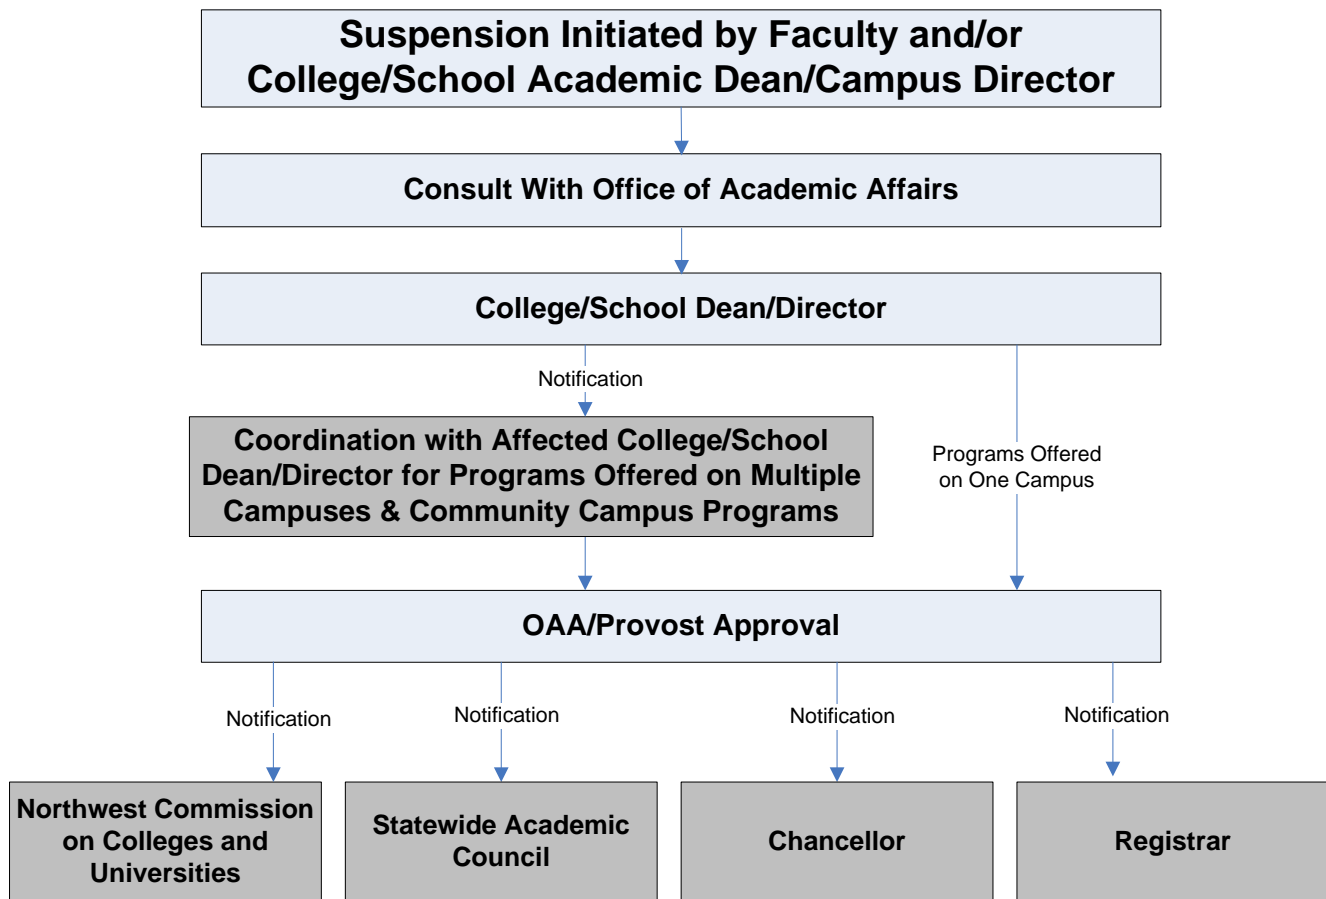 Suspension Initiated by Faculty and/or
College/School Academic Dean/Campus Director
Consult With Office of Academic Affairs
College/School Dean/Director
Notification
Coordination with Affected College/School
Dean/Director for Programs Offered on Multiple
Campuses & Community Campus Programs
Programs Offered
on One Campus
OAA/Provost Approval
Notification
Notification
Notification
Notification
Northwest Commission
on Colleges and
Universities
Statewide Academic
Council
Chancellor
Registrar